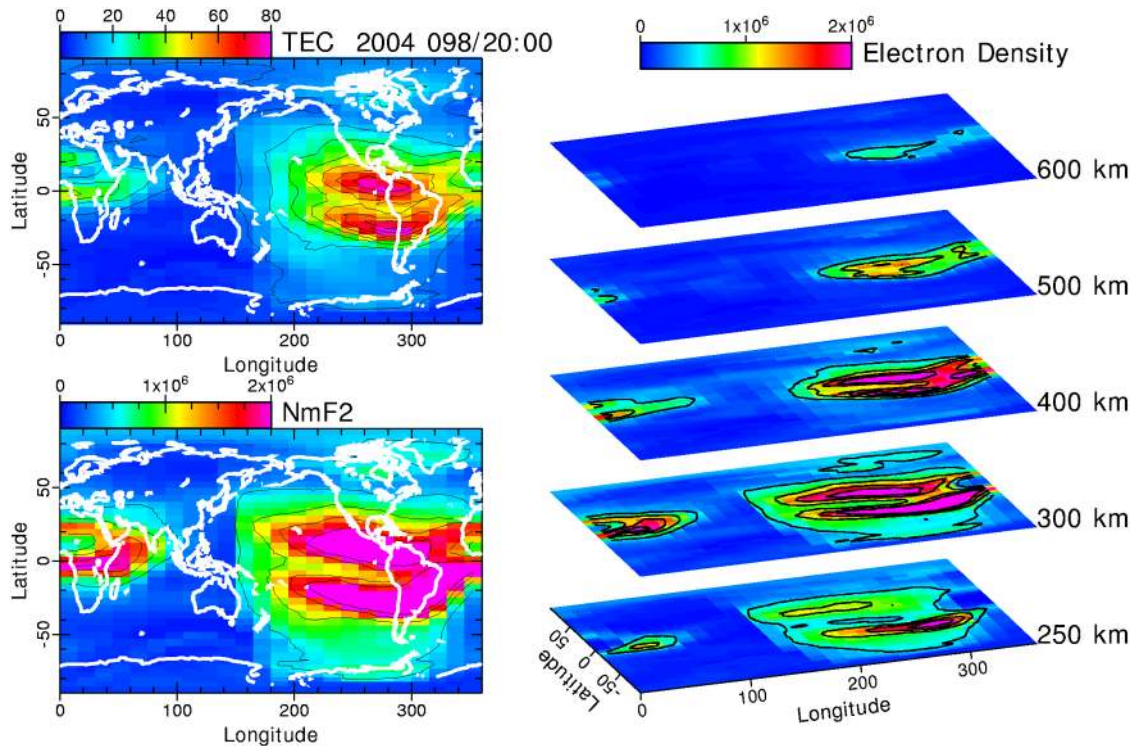 0 20 40 60 80
TEC 2004 098/20:00
50
0
-50
Latitude
0 100 200 300
Longitude
0 1x10⁶ 2x10⁶
NmF2
50
0
-50
Latitude
0 100 200 300
Longitude
0 1x10⁶ 2x10⁶
Electron Density
600 km
500 km
400 km
300 km
250 km
50
0
-50
Latitude
0 100 200 300
Longitude